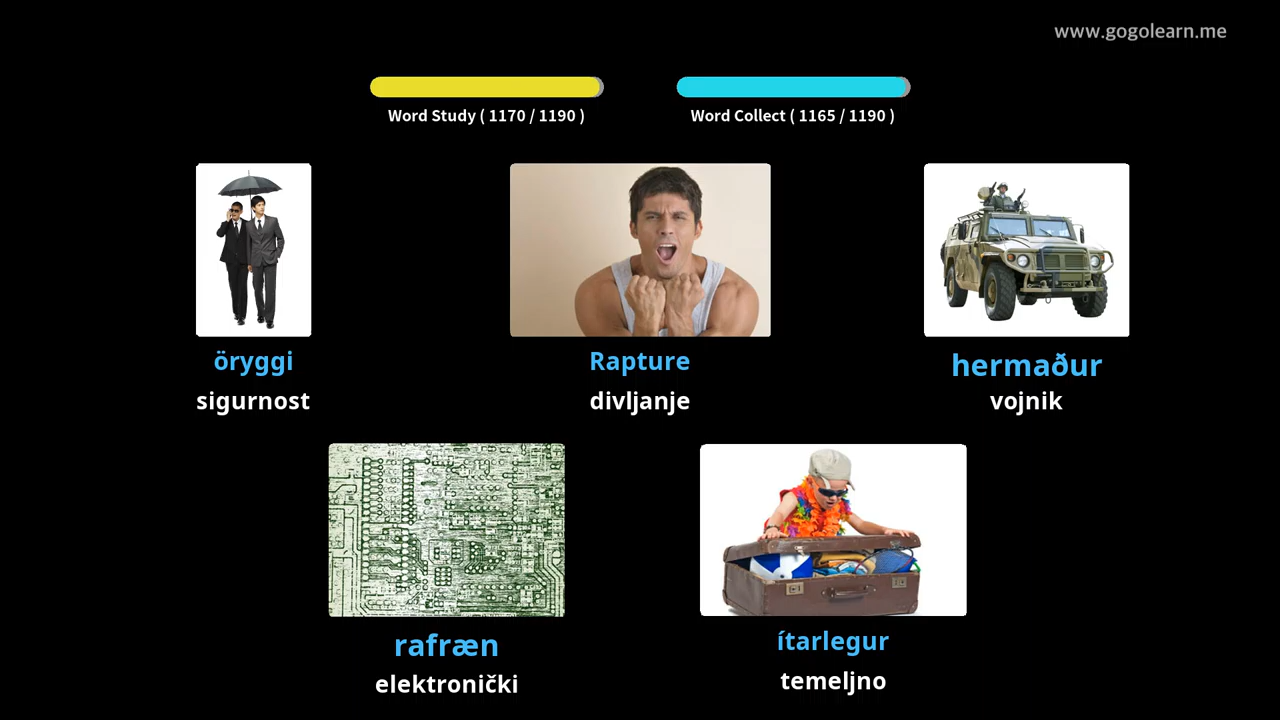 www.gogolearn.me
Word Study ( 1170 / 1190 )
Word Collect ( 1165 / 1190 )
öryggi
sigurnost
Rapture
divljanje
hermaður
vojnik
rafræn
elektronički
ítarlegur
temeljno